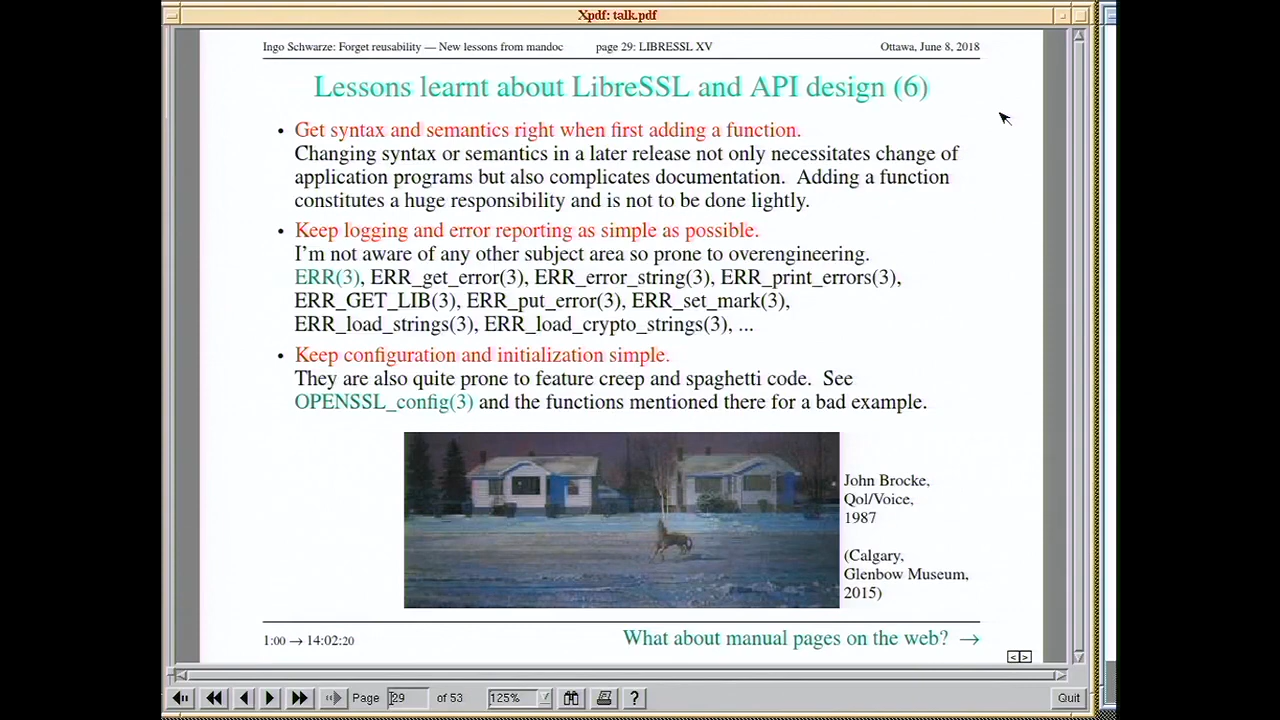 Xpdf: talk.pdf
Ingo Schwarze: Forget reusability — New lessons from mandoc page 29: LIBRESSL XV Ottawa, June 8, 2018
Lessons learnt about LibreSSL and API design (6)
• Get syntax and semantics right when first adding a function.
Changing syntax or semantics in a later release not only necessitates change of
application programs but also complicates documentation. Adding a function
constitutes a huge responsibility and is not to be done lightly.
• Keep logging and error reporting as simple as possible.
I'm not aware of any other subject area so prone to overengineering.
ERR(3), ERR_get_error(3), ERR_error_string(3), ERR_print_errors(3),
ERR_GET_LIB(3), ERR_put_error(3), ERR_set_mark(3),
ERR_load_strings(3), ERR_load_crypto_strings(3), ...
• Keep configuration and initialization simple.
They are also quite prone to feature creep and spaghetti code. See
OPENSSL_config(3) and the functions mentioned there for a bad example.
John Brocke,
Qol/Voice,
1987
(Calgary,
Glenbow Museum,
2015)
1:00 → 14:02:20 What about manual pages on the web? →
Page 29 of 53 125% ? Quit